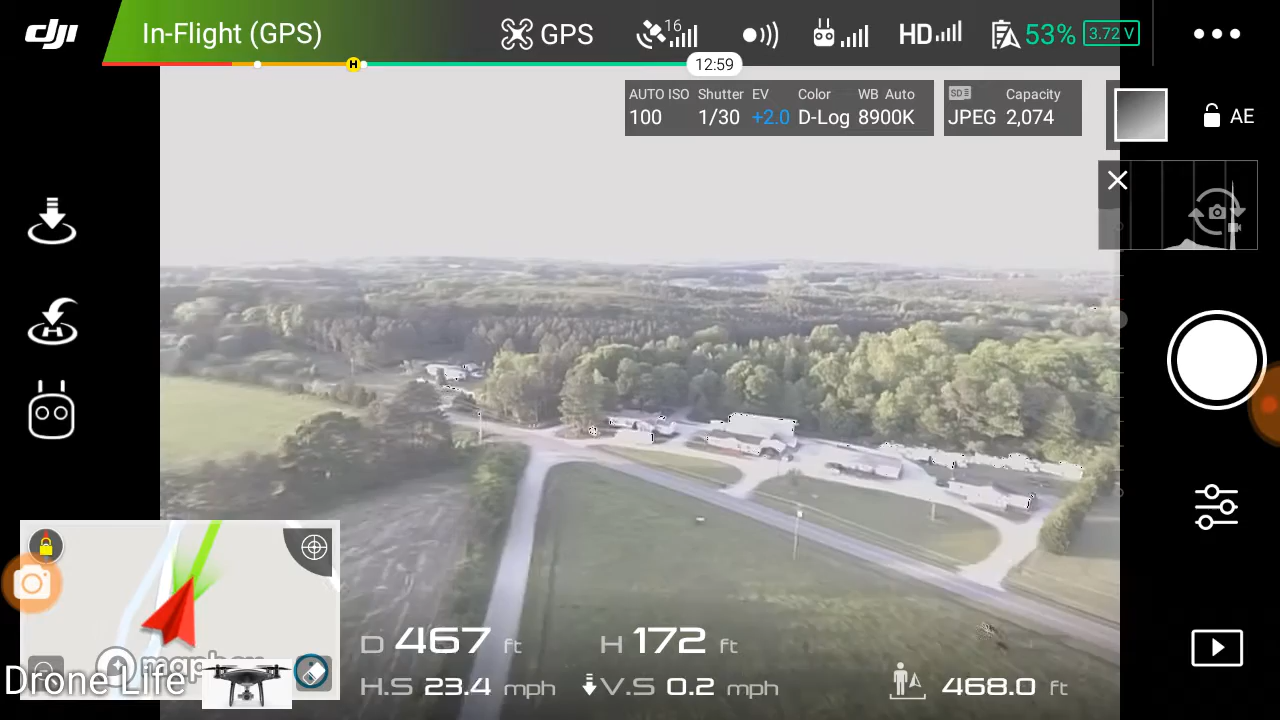 dji In-Flight (GPS) GPS 16 HD 53% 3.72 V
H 12:59
AUTO ISO Shutter EV Color WB Auto SD Capacity
100 1/30 +2.0 D-Log 8900K JPEG 2,074
AE
H
D 467 ft H 172 ft
mapbox
Drone Life
H.S 23.4 mph V.S 0.2 mph 468.0 ft